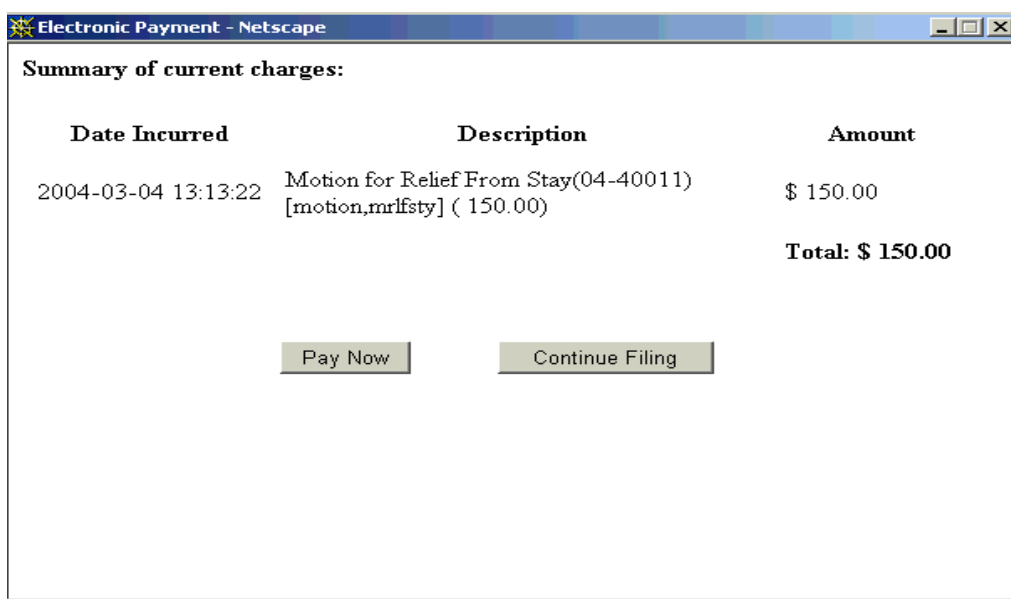 Electronic Payment - Netscape
Summary of current charges:
Date Incurred Description Amount
2004-03-04 13:13:22 Motion for Relief From Stay(04-40011) $ 150.00
[motion,mrlfsty] ( 150.00)
Total: $ 150.00
Pay Now Continue Filing